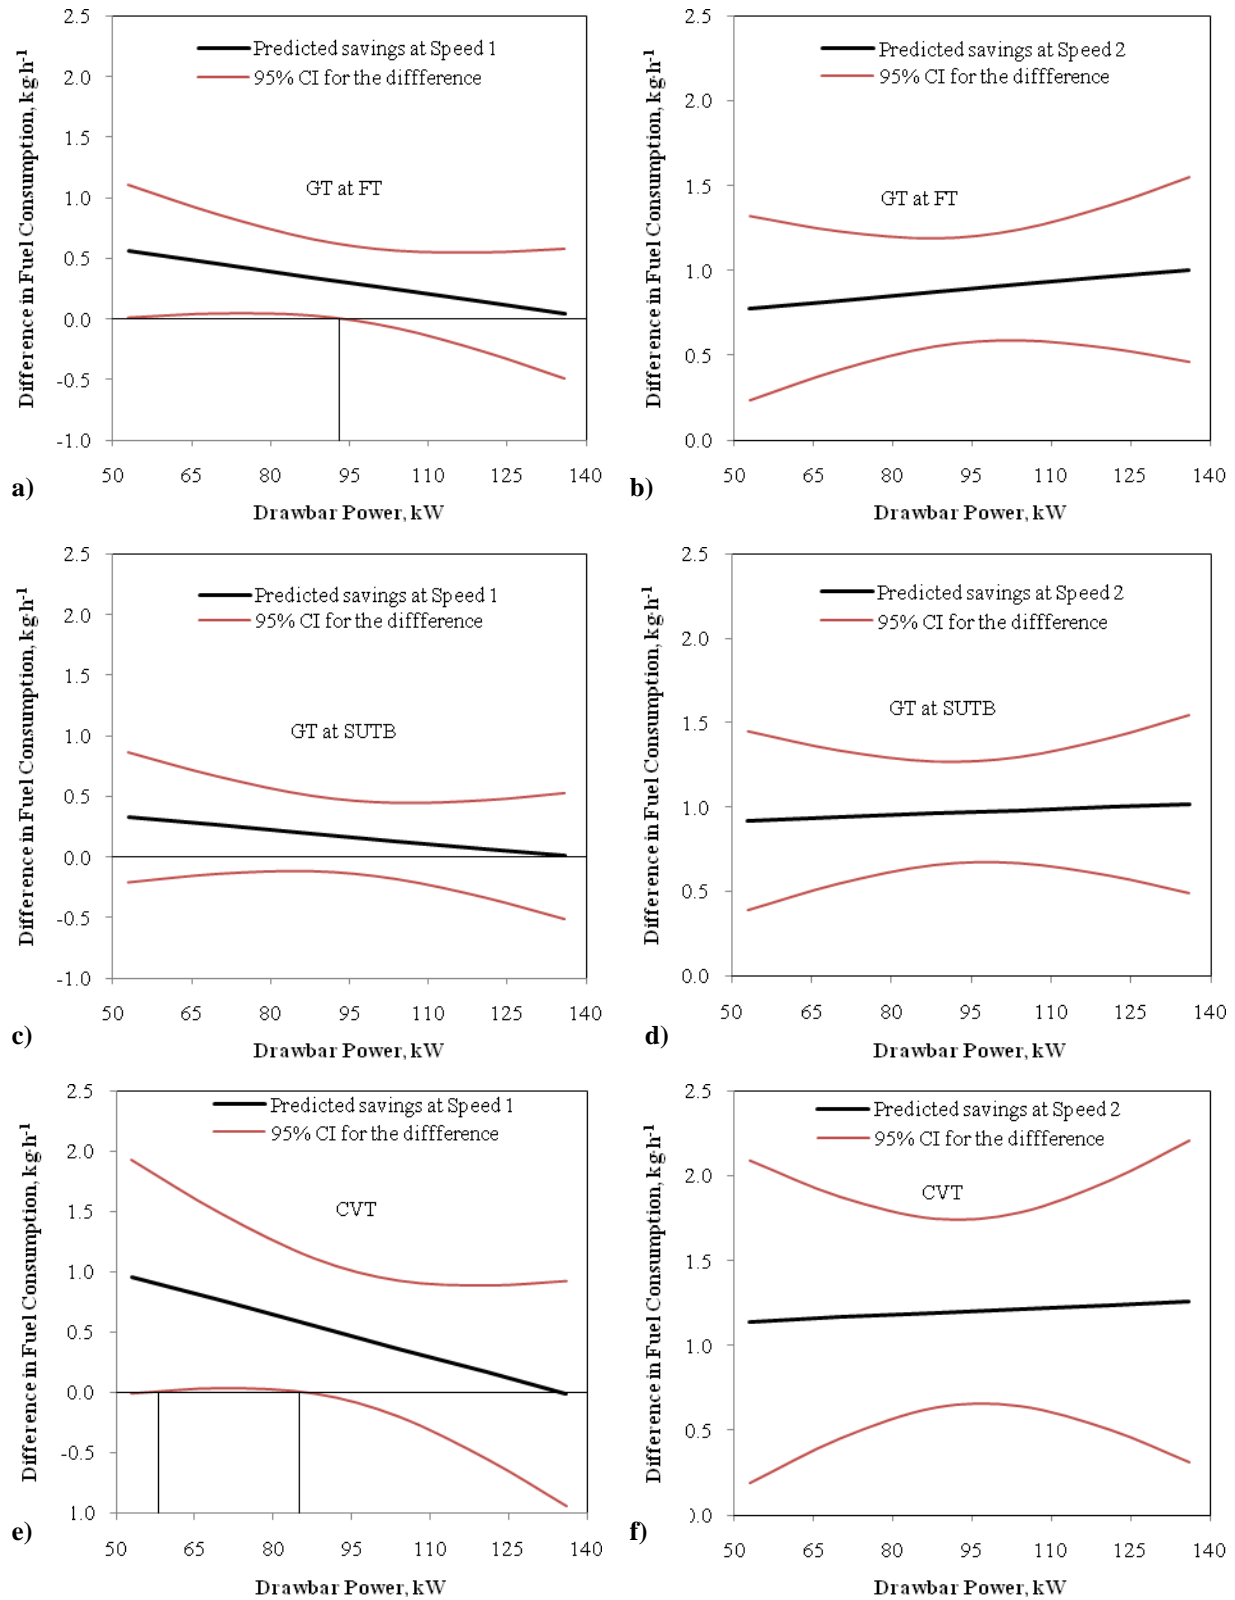 Difference in Fuel Consumption, kg·h-1
2.5
2.0
1.5
1.0
0.5
0.0
-0.5
-1.0
Predicted savings at Speed 1
95% CI for the diffference
GT at FT
50 65 80 95 110 125 140
a)
Drawbar Power, kW
Difference in Fuel Consumption, kg·h-1
2.5
2.0
1.5
1.0
0.5
0.0
Predicted savings at Speed 2
95% CI for the diffference
GT at FT
50 65 80 95 110 125 140
b)
Drawbar Power, kW
Difference in Fuel Consumption, kg·h-1
2.5
2.0
1.5
1.0
0.5
0.0
-0.5
-1.0
Predicted savings at Speed 1
95% CI for the diffference
GT at SUTB
50 65 80 95 110 125 140
c)
Drawbar Power, kW
Difference in Fuel Consumption, kg·h-1
2.5
2.0
1.5
1.0
0.5
0.0
Predicted savings at Speed 2
95% CI for the diffference
GT at SUTB
50 65 80 95 110 125 140
d)
Drawbar Power, kW
Difference in Fuel Consumption, kg·h-1
2.5
2.0
1.5
1.0
0.5
0.0
-0.5
1.0
Predicted savings at Speed 1
95% CI for the diffference
CVT
50 65 80 95 110 125 140
e)
Drawbar Power, kW
Difference in Fuel Consumption, kg·h-1
2.5
2.0
1.5
1.0
0.5
).0
Predicted savings at Speed 2
95% CI for the diffference
CVT
50 65 80 95 110 125 140
f)
Drawbar Power, kW